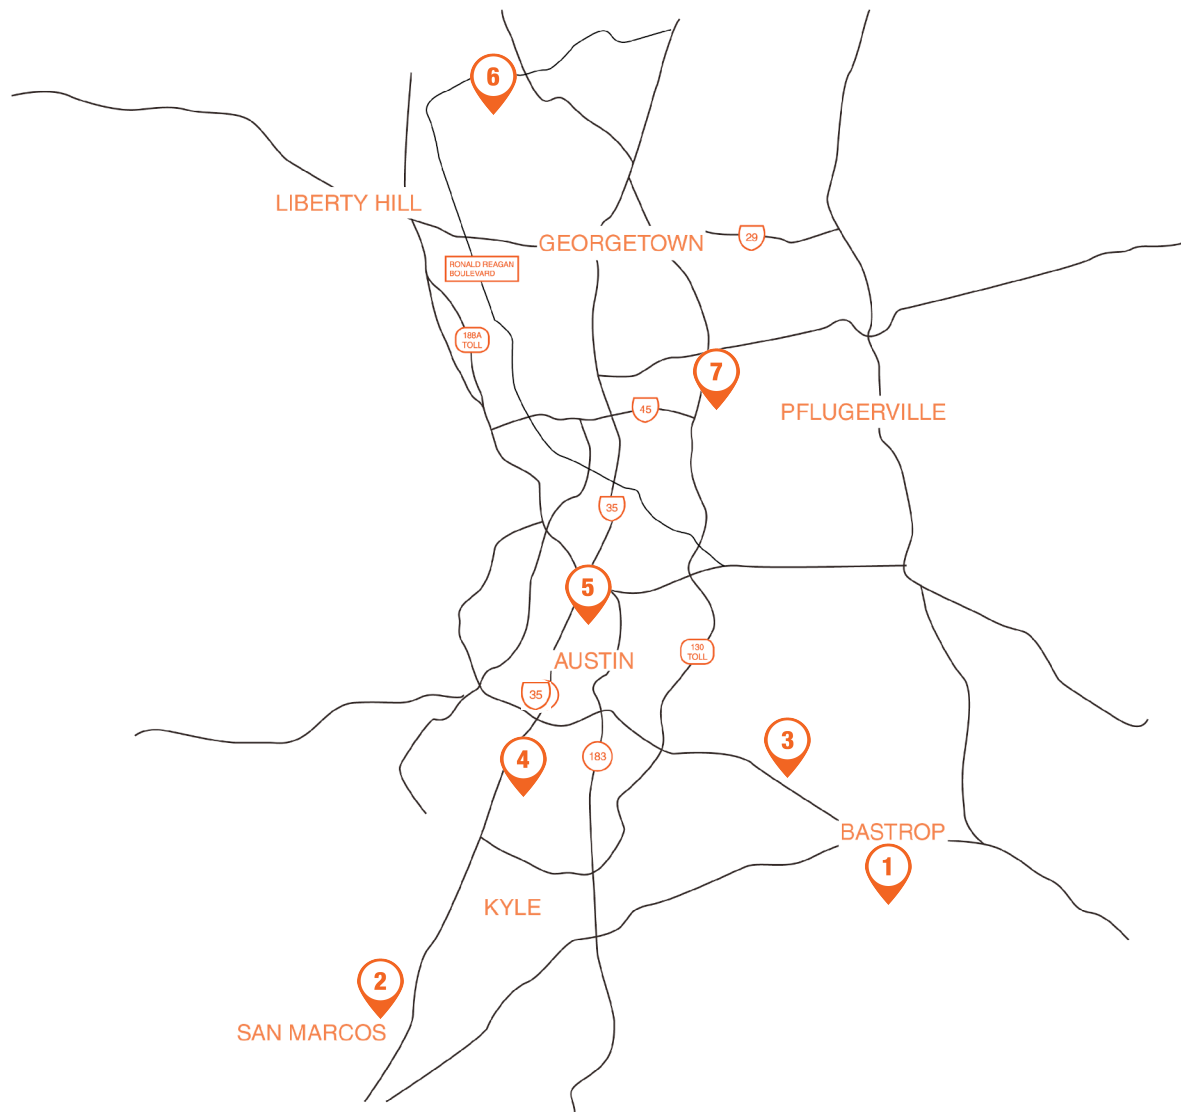 6
LIBERTY HILL
GEORGETOWN
29
RONALD REAGAN
BOULEVARD
188A
TOLL
7
45
PFLUGERVILLE
35
5
130
TOLL
AUSTIN
35
3
4
183
BASTROP
1
KYLE
2
SAN MARCOS